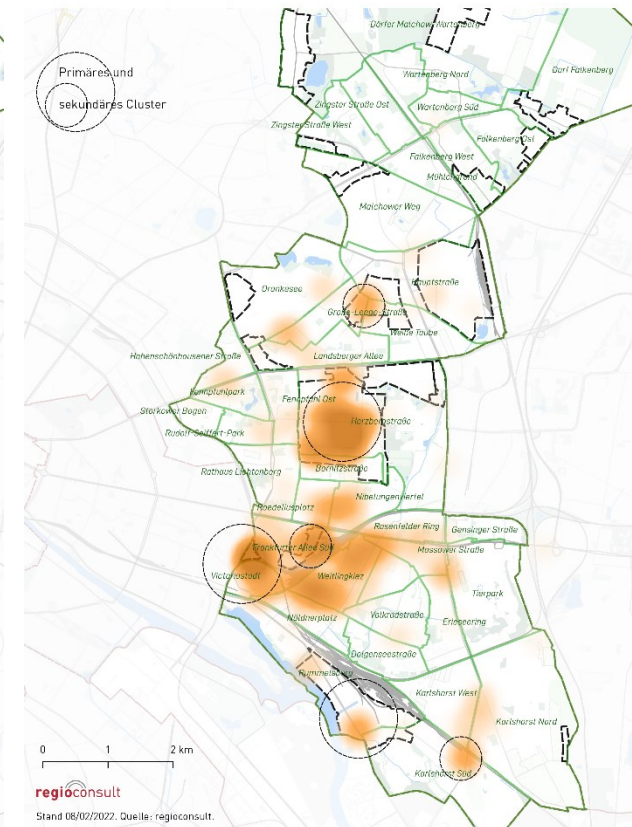 Dörfer Malchow Wartenberg
Primäres und
sekundäres Cluster
Wartenberg Nord
Dorf Falkenberg
Zingster Straße Ost
Wartenberg Süd
Zingster Straße West
Falkenberg Ost
Falkenberg West
Mühlengrund
Malchower Weg
Orankesee
Hauptstraße
Große-Leege-Straße
Weiße Taube
Hohenschönhausener Straße
Landsberger Allee
Fennpfuhlpark
Fennpfuhl Ost
Storkower Bogen
Herzbergstraße
Rudolf-Seiffert-Park
Rathaus Lichtenberg
Bornitzstraße
Nibelungenviertel
Roedeliusplatz
Rosenfelder Ring
Gensinger Straße
Frankfurter Allee Süd
Massower Straße
Victoriastadt
Weitlingkiez
Tierpark
Nöldnerplatz
Volkradstraße
Erieseering
Dolgenseestraße
Rummelsburg
Karlshorst West
Karlshorst Nord
Karlshorst Süd
0 1 2 km
regioconsult
Stand 08/02/2022. Quelle: regioconsult.